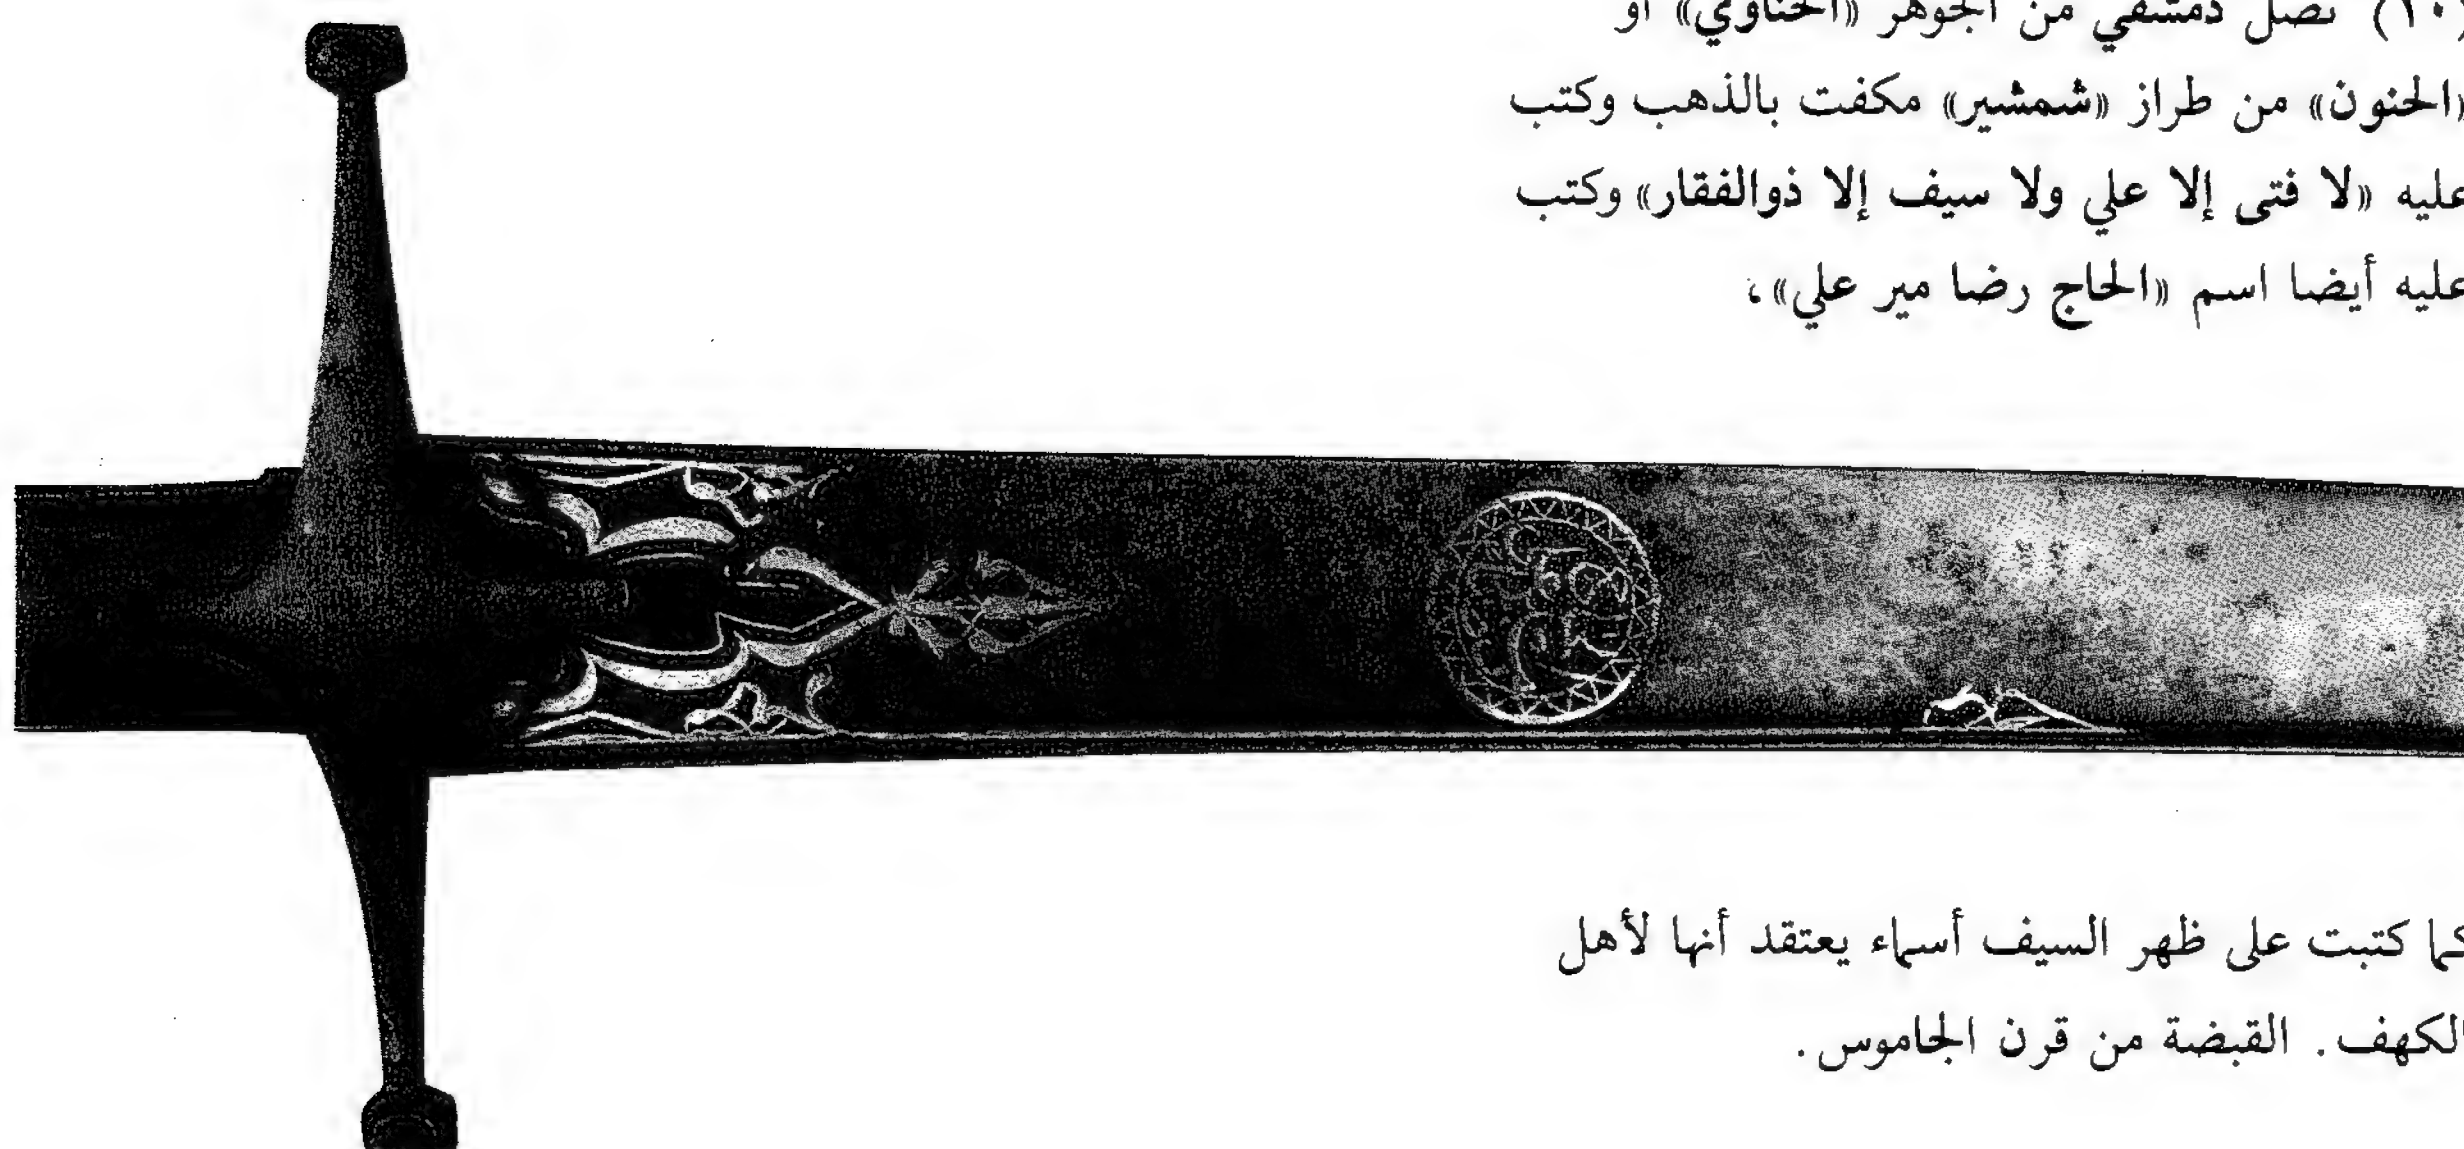 (١٠) نصل دمشقي من الجوهر «الحناوي» او
«الحنون» من طراز «شمشير» مكفت بالذهب وكتب
عليه «لا فتى إلا علي ولا سيف إلا ذوالفقار» وكتب
عليه أيضا اسم «الحاج رضا مير علي»،
كما كتبت على ظهر السيف أسماء يعتقد أنها لأهل
الكهف. القبضة من قرن الجاموس.